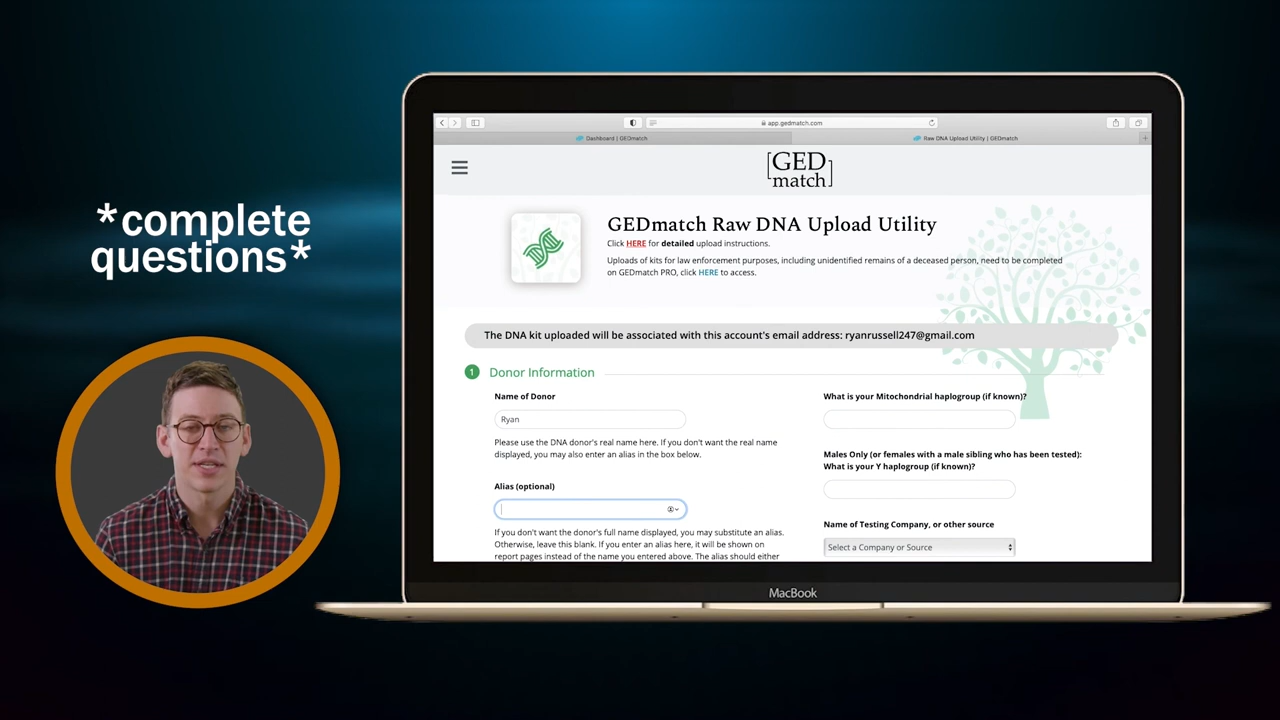 *complete
questions*
app.gedmatch.com
Dashboard | GEDmatch
Raw DNA Upload Utility | GEDmatch
[GED
match]
GEDmatch Raw DNA Upload Utility
Click HERE for detailed upload instructions.
Uploads of kits for law enforcement purposes, including unidentified remains of a deceased person, need to be completed
on GEDmatch PRO, click HERE to access.
The DNA kit uploaded will be associated with this account's email address: ryanrussell247@gmail.com
1 Donor Information
Name of Donor
Ryan
Please use the DNA donor's real name here. If you don't want the real name
displayed, you may also enter an alias in the box below.
Alias (optional)
If you don't want the donor's full name displayed, you may substitute an alias.
Otherwise, leave this blank. If you enter an alias here, it will be shown on
report pages instead of the name you entered above. The alias should either
What is your Mitochondrial haplogroup (if known)?
Males Only (or females with a male sibling who has been tested):
What is your Y haplogroup (if known)?
Name of Testing Company, or other source
Select a Company or Source
MacBook